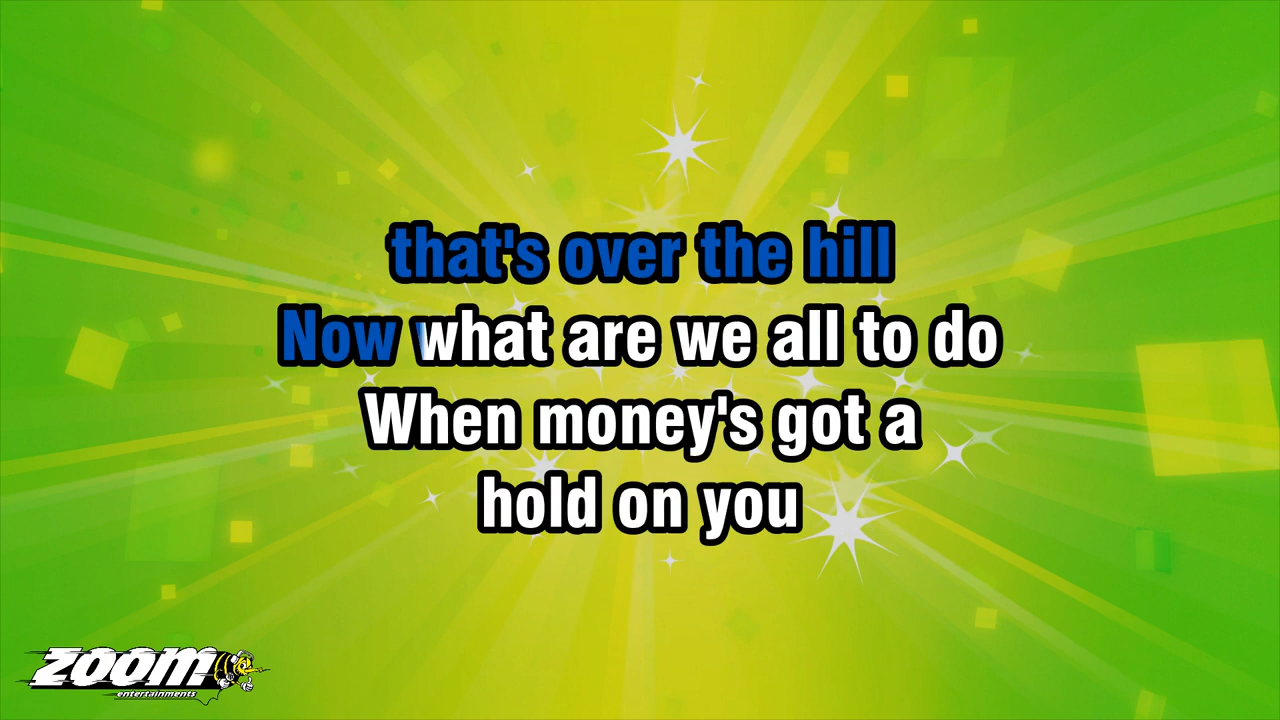 that's over the hill
Now what are we all to do
When money's got a
hold on you
zoom
entertainments